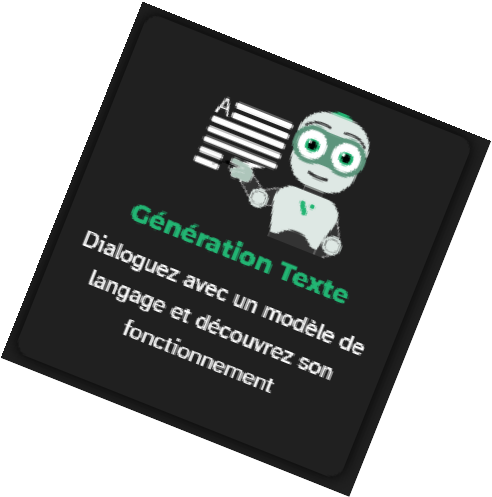 A
Génération Texte
Dialoguez avec un modèle de
langage et découvrez son
fonctionnement